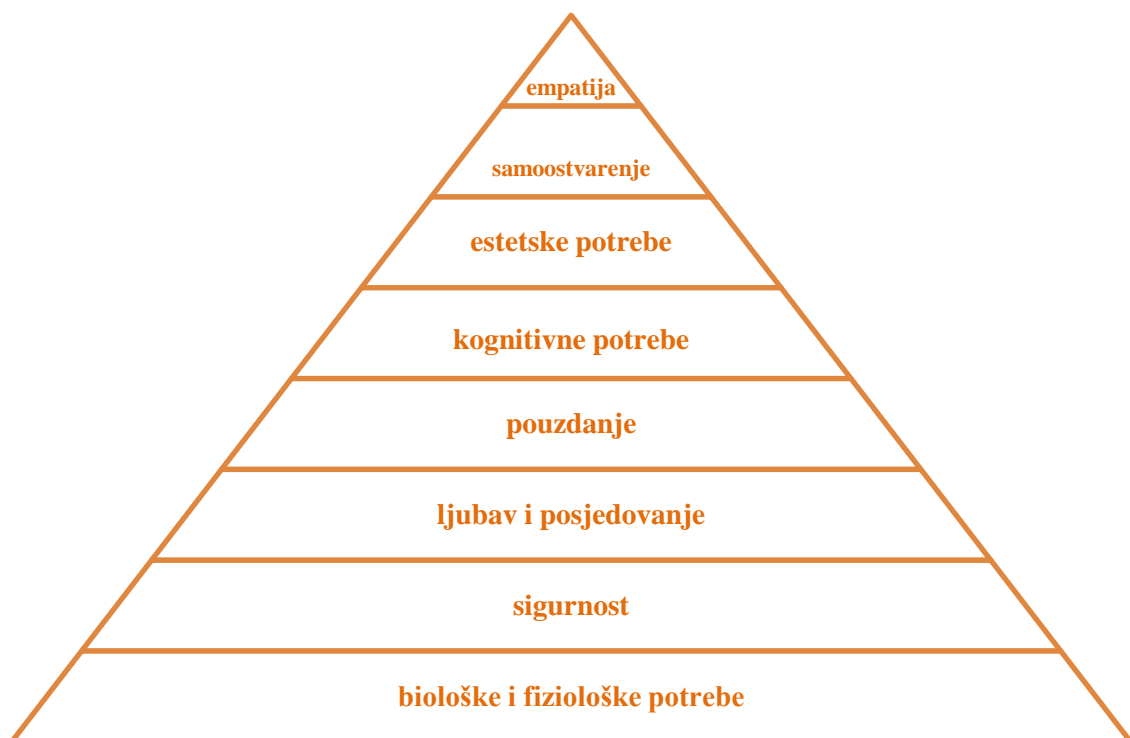 empatija
samoostvarenje
estetske potrebe
kognitivne potrebe
pouzdanje
ljubav i posjedovanje
sigurnost
biološke i fiziološke potrebe